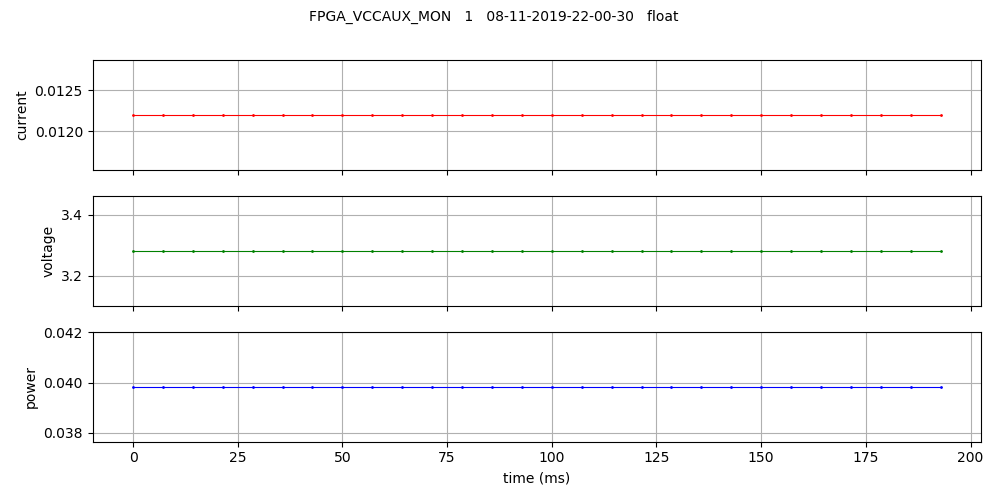 FPGA_VCCAUX_MON 1 08-11-2019-22-00-30 float
0.0125
0.0120
current
3.4
3.2
voltage
0.042
0.040
0.038
power
0 25 50 75 100 125 150 175 200
time (ms)